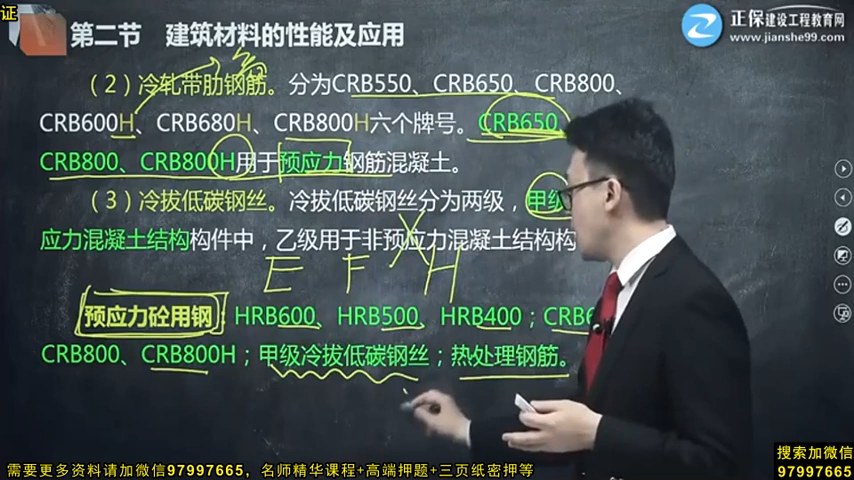 证
第二节 建筑材料的性能及应用
正保建设工程教育网
www.jianshe99.com
（2）冷轧带肋钢筋。分为CRB550、CRB650、CRB800、
CRB600H、CRB680H、CRB800H六个牌号。CRB650、
CRB800、CRB800H用于预应力钢筋混凝土。
（3）冷拔低碳钢丝。冷拔低碳钢丝分为两级，甲级
应力混凝土结构构件中，乙级用于非预应力混凝土结构构
E F H
预应力砼用钢：HRB600、HRB500、HRB400；CRB6
CRB800、CRB800H；甲级冷拔低碳钢丝；热处理钢筋。
需要更多资料请加微信97997665，名师精华课程+高端押题+三页纸密押等
搜索加微信
97997665